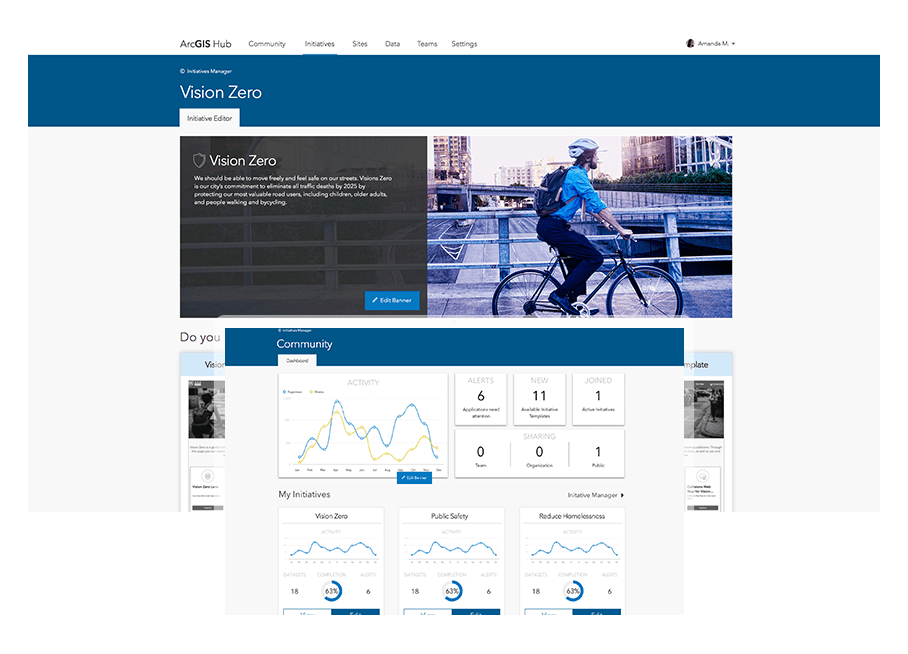 ArcGIS Hub Community Initiatives Sites Data Teams Settings Amanda M.
Initiatives Manager
Vision Zero
Initiative Editor
Vision Zero
We should be able to move freely and feel safe on our streets. Visions Zero
is our city's commitment to eliminate all traffic deaths by 2025 by
protecting our most valuable road users, including children, older adults,
and people walking and bycycling.
Edit Banner
Do you
Initiatives Manager
Community
Dashboard
Visio
mplate
ACTIVITY
ALERTS
6
Applications need
attention
NEW
11
Available Initiative
Templates
JOINED
1
Active Initiatives
SHARING
0
Team
0
Organization
1
Public
Jan Feb Mar Apr May Jun Jul Aug Sep Oct Nov Dec
Edit Banner
My Initiatives
Initative Manager
Vision Zero
ACTIVITY
DATASETS COMPLETION ALERTS
18 63% 6
View Edit
Public Safety
ACTIVITY
DATASETS COMPLETION ALERTS
18 63% 6
View Edit
Reduce Homelessness
ACTIVITY
DATASETS COMPLETION ALERTS
18 63% 6
View Edit